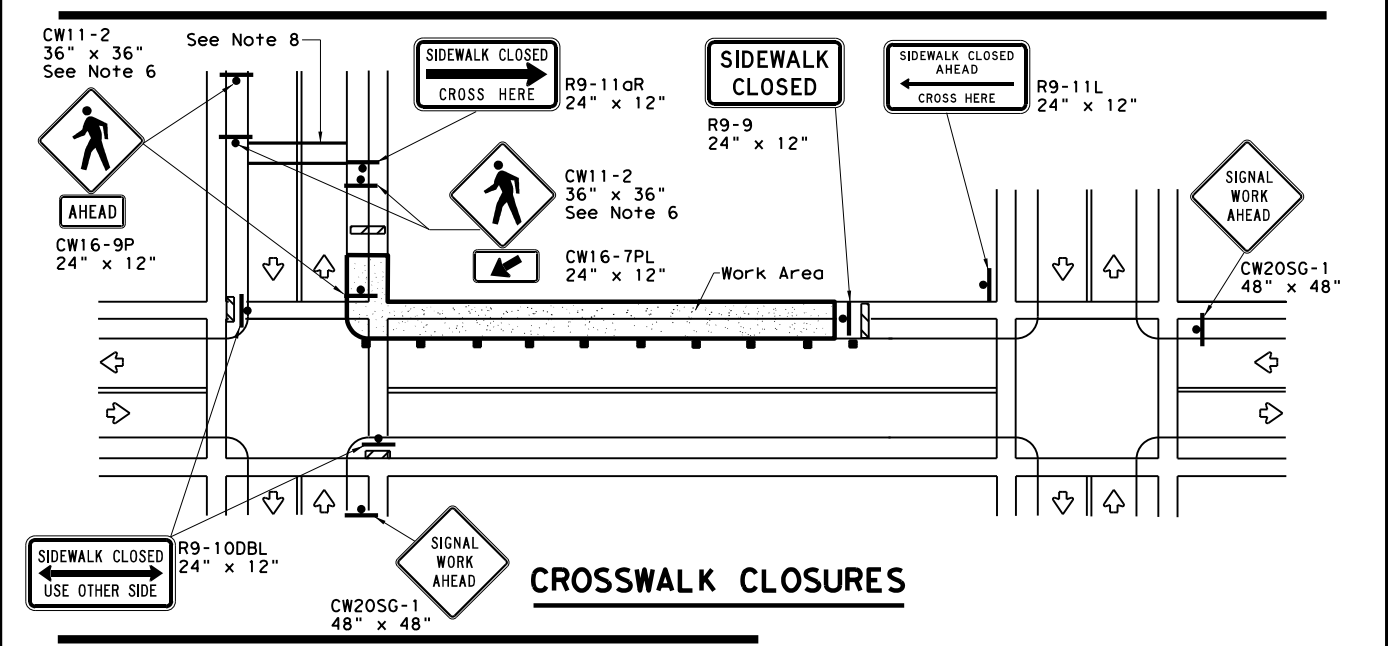 CW11-2
36" x 36"
See Note 6
AHEAD
CW16-9P
24" x 12"
See Note 8
SIDEWALK CLOSED
CROSS HERE
R9-11aR
24" x 12"
CW11-2
36" x 36"
See Note 6
CW16-7PL
24" x 12"
SIDEWALK
CLOSED
R9-9
24" x 12"
SIDEWALK CLOSED
AHEAD
CROSS HERE
R9-11L
24" x 12"
SIGNAL
WORK
AHEAD
CW20SG-1
48" x 48"
Work Area
SIDEWALK CLOSED
USE OTHER SIDE
R9-10DBL
24" x 12"
SIGNAL
WORK
AHEAD
CW20SG-1
48" x 48"
CROSSWALK CLOSURES